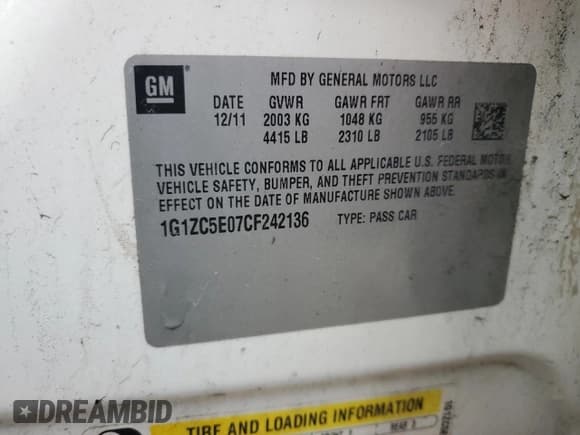 GM
MFD BY GENERAL MOTORS LLC
DATE GVWR GAWR FRT GAWR RR
12/11 2003 KG 1048 KG 955 KG
4415 LB 2310 LB 2105 LB
THIS VEHICLE CONFORMS TO ALL APPLICABLE U.S. FEDERAL MOTOR
VEHICLE SAFETY, BUMPER, AND THEFT PREVENTION STANDARDS IN
EFFECT ON THE DATE OF MANUFACTURE SHOWN ABOVE.
1G1ZC5E07CF242136 TYPE: PASS CAR
TIRE AND LOADING INFORMATION
DREAMBID